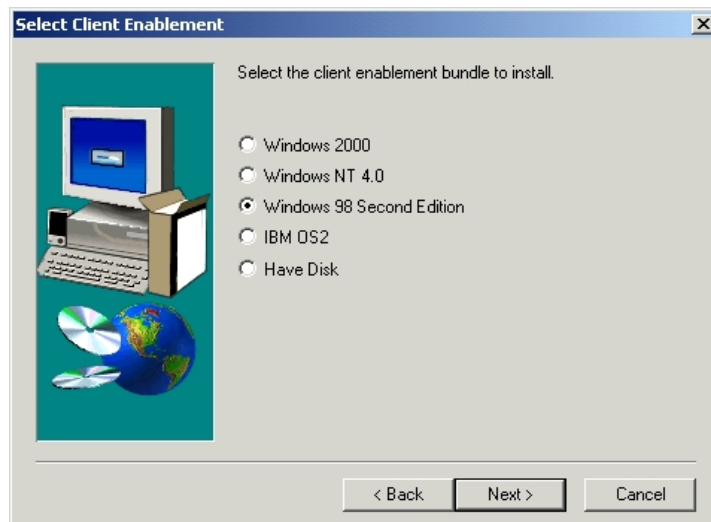 Select Client Enablement
Select the client enablement bundle to install.
Windows 2000
Windows NT 4.0
Windows 98 Second Edition
IBM OS2
Have Disk
< Back
Next >
Cancel